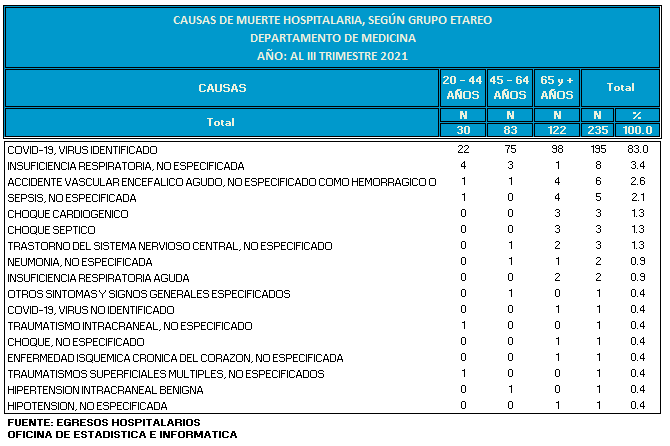 CAUSAS DE MUERTE HOSPITALARIA, SEGÚN GRUPO ETAREO
DEPARTAMENTO DE MEDICINA
AÑO: AL III TRIMESTRE 2021
CAUSAS 20 – 44 AÑOS 45 – 64 AÑOS 65 y + AÑOS Total
Total N N N N %
30 83 122 235 100.0
COVID-19, VIRUS IDENTIFICADO 22 75 98 195 83.0
INSUFICIENCIA RESPIRATORIA, NO ESPECIFICADA 4 3 1 8 3.4
ACCIDENTE VASCULAR ENCEFALICO AGUDO, NO ESPECIFICADO COMO HEMORRAGICO O 1 1 4 6 2.6
SEPSIS, NO ESPECIFICADA 1 0 4 5 2.1
CHOQUE CARDIOGENICO 0 0 3 3 1.3
CHOQUE SEPTICO 0 0 3 3 1.3
TRASTORNO DEL SISTEMA NERVIOSO CENTRAL, NO ESPECIFICADO 0 1 2 3 1.3
NEUMONIA, NO ESPECIFICADA 0 1 1 2 0.9
INSUFICIENCIA RESPIRATORIA AGUDA 0 0 2 2 0.9
OTROS SINTOMAS Y SIGNOS GENERALES ESPECIFICADOS 0 1 0 1 0.4
COVID-19, VIRUS NO IDENTIFICADO 0 0 1 1 0.4
TRAUMATISMO INTRACRANEAL, NO ESPECIFICADO 1 0 0 1 0.4
CHOQUE, NO ESPECIFICADO 0 0 1 1 0.4
ENFERMEDAD ISQUEMICA CRONICA DEL CORAZON, NO ESPECIFICADA 0 0 1 1 0.4
TRAUMATISMOS SUPERFICIALES MULTIPLES, NO ESPECIFICADOS 1 0 0 1 0.4
HIPERTENSION INTRACRANEAL BENIGNA 0 1 0 1 0.4
HIPOTENSION, NO ESPECIFICADA 0 0 1 1 0.4
FUENTE: EGRESOS HOSPITALARIOS
OFICINA DE ESTADISTICA E INFORMATICA